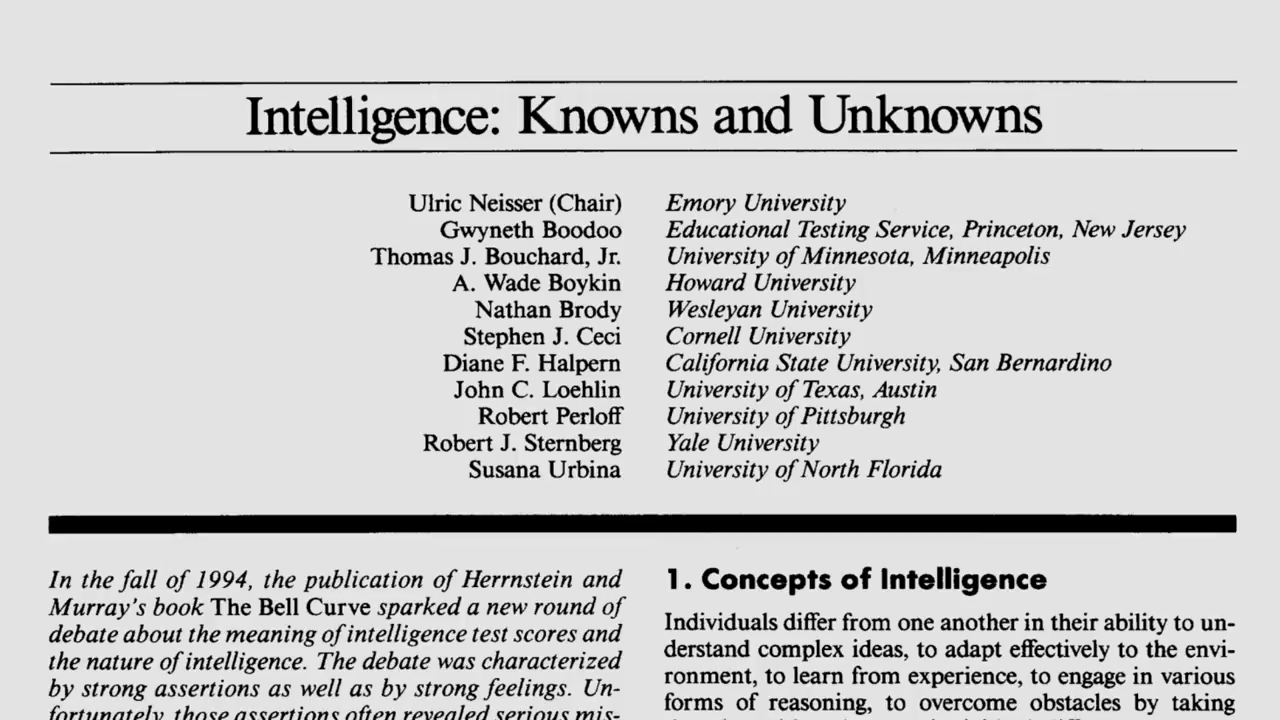 Intelligence: Knowns and Unknowns
Ulric Neisser (Chair) Emory University
Gwyneth Boodoo Educational Testing Service, Princeton, New Jersey
Thomas J. Bouchard, Jr. University of Minnesota, Minneapolis
A. Wade Boykin Howard University
Nathan Brody Wesleyan University
Stephen J. Ceci Cornell University
Diane F. Halpern California State University, San Bernardino
John C. Loehlin University of Texas, Austin
Robert Perloff University of Pittsburgh
Robert J. Sternberg Yale University
Susana Urbina University of North Florida
In the fall of 1994, the publication of Herrnstein and
Murray's book The Bell Curve sparked a new round of
debate about the meaning of intelligence test scores and
the nature of intelligence. The debate was characterized
by strong assertions as well as by strong feelings. Un-
fortunately, those assertions often revealed serious mis-
1. Concepts of Intelligence
Individuals differ from one another in their ability to un-
derstand complex ideas, to adapt effectively to the envi-
ronment, to learn from experience, to engage in various
forms of reasoning, to overcome obstacles by taking